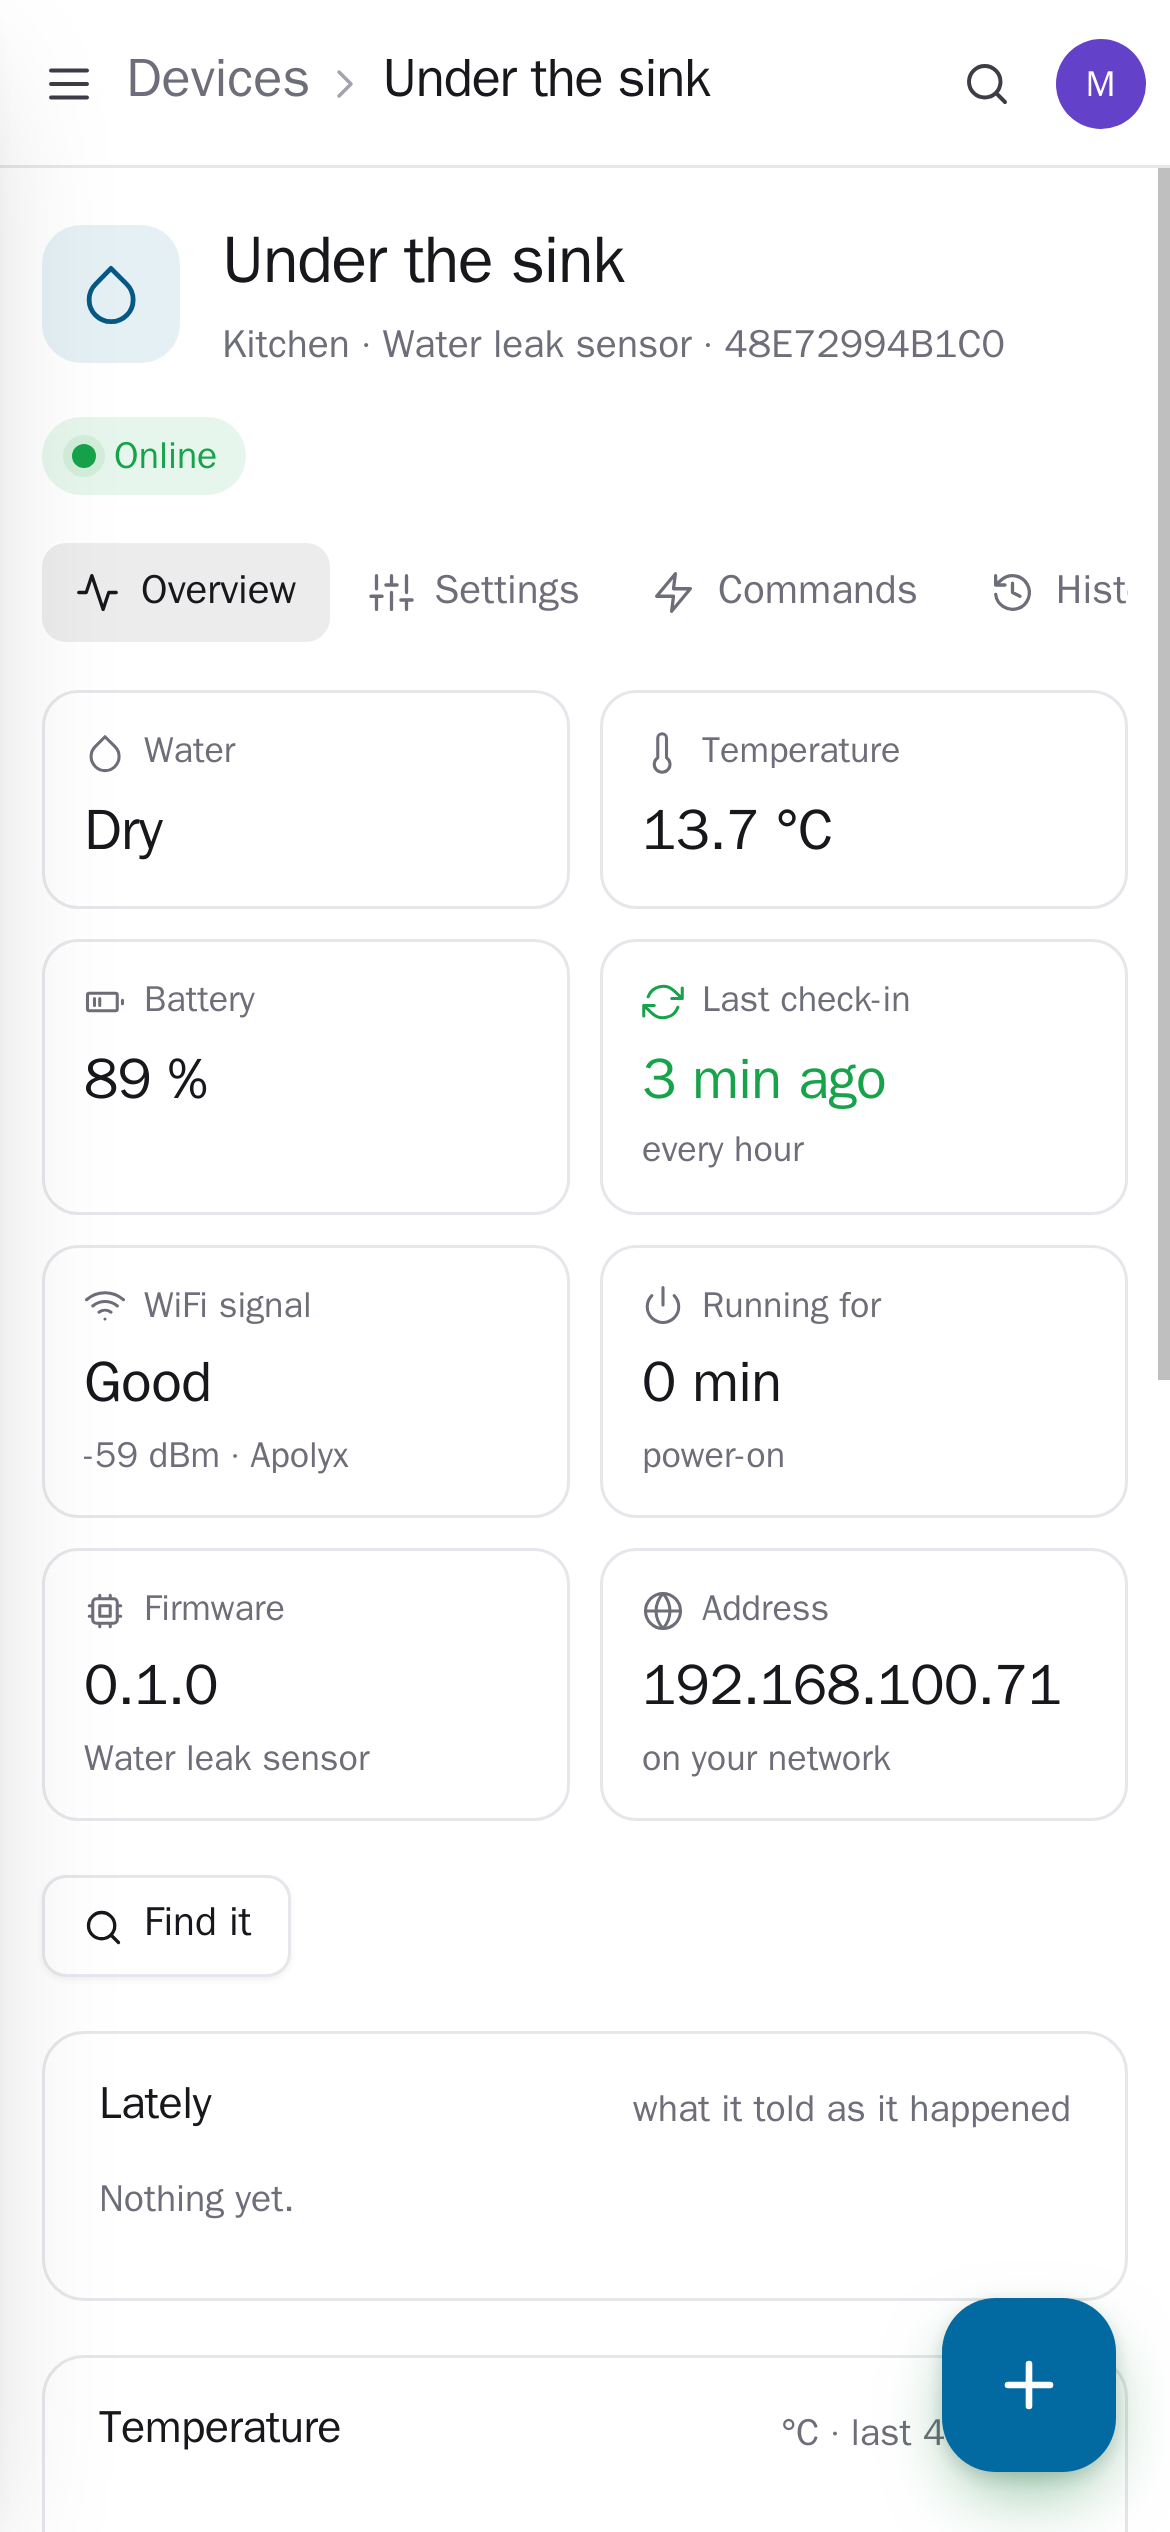 Devices > Under the sink
M
Under the sink
Kitchen · Water leak sensor · 48E72994B1C0
Online
Overview Settings Commands Hist
Water
Dry
Temperature
13.7 °C
Battery
89 %
Last check-in
3 min ago
every hour
WiFi signal
Good
-59 dBm · Apolyx
Running for
0 min
power-on
Firmware
0.1.0
Water leak sensor
Address
192.168.100.71
on your network
Find it
Lately
what it told as it happened
Nothing yet.
Temperature
°C · last 4